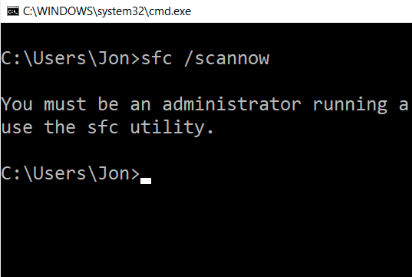 C:\WINDOWS\system32\cmd.exe
C:\Users\Jon>sfc /scannow
You must be an administrator running a
use the sfc utility.
C:\Users\Jon>